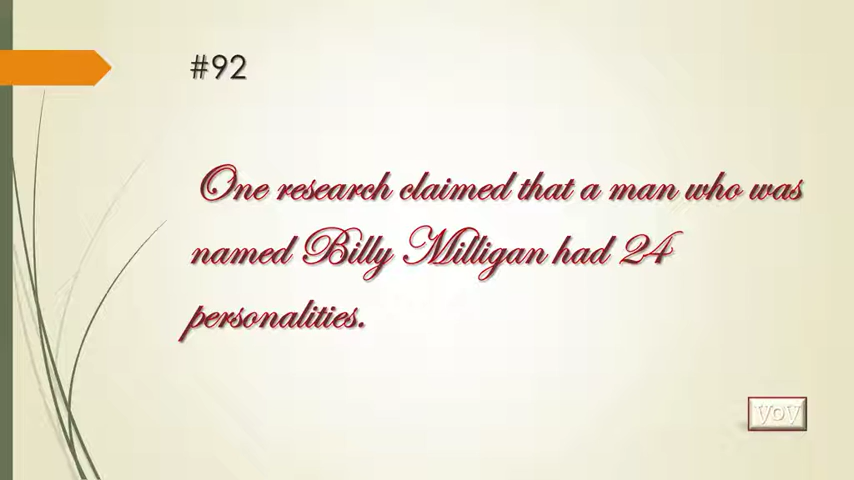 #92
One research claimed that a man who was
named Billy Milligan had 24
personalities.
yoy